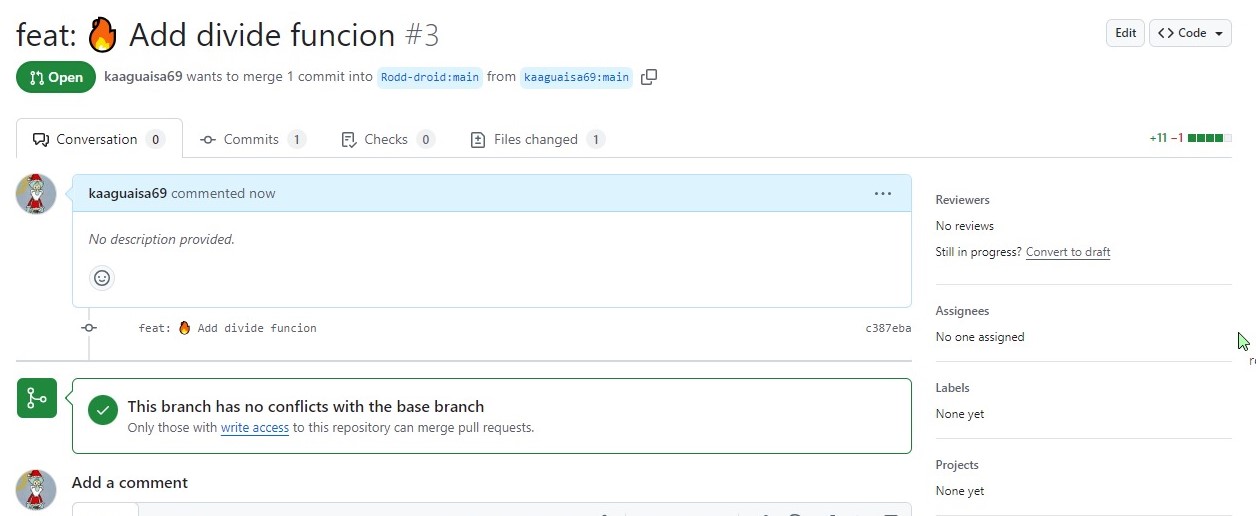 feat: 🔥 Add divide funcion #3
Edit
Code
Open
kaaguaisa69 wants to merge 1 commit into Rodd-droid:main from kaaguaisa69:main
Conversation 0
Commits 1
Checks 0
Files changed 1
+11 −1
kaaguaisa69 commented now
No description provided.
feat: 🔥 Add divide funcion
c387eba
This branch has no conflicts with the base branch
Only those with write access to this repository can merge pull requests.
Add a comment
Reviewers
No reviews
Still in progress? Convert to draft
Assignees
No one assigned
Labels
None yet
Projects
None yet